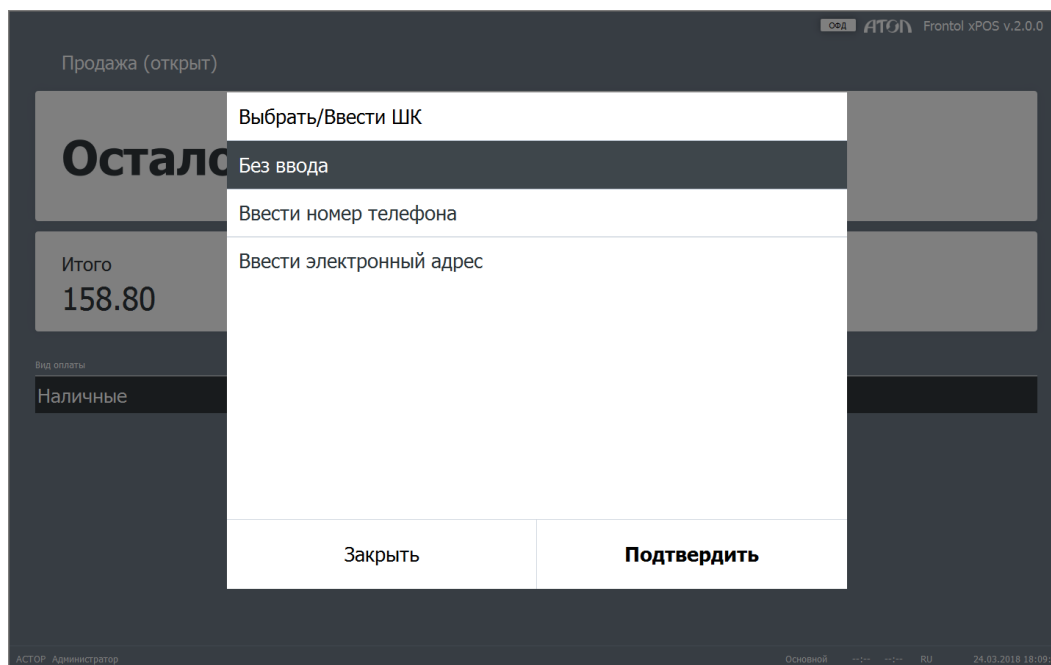 ОФД АТОЛ Frontol xPOS v.2.0.0
Продажа (открыт)
Выбрать/Ввести ШК
Без ввода
Ввести номер телефона
Ввести электронный адрес
Итого
158.80
Вид оплаты
Наличные
Закрыть Подтвердить
АСТОР Администратор Основной --:-- --:-- RU 24.03.2018 18:09